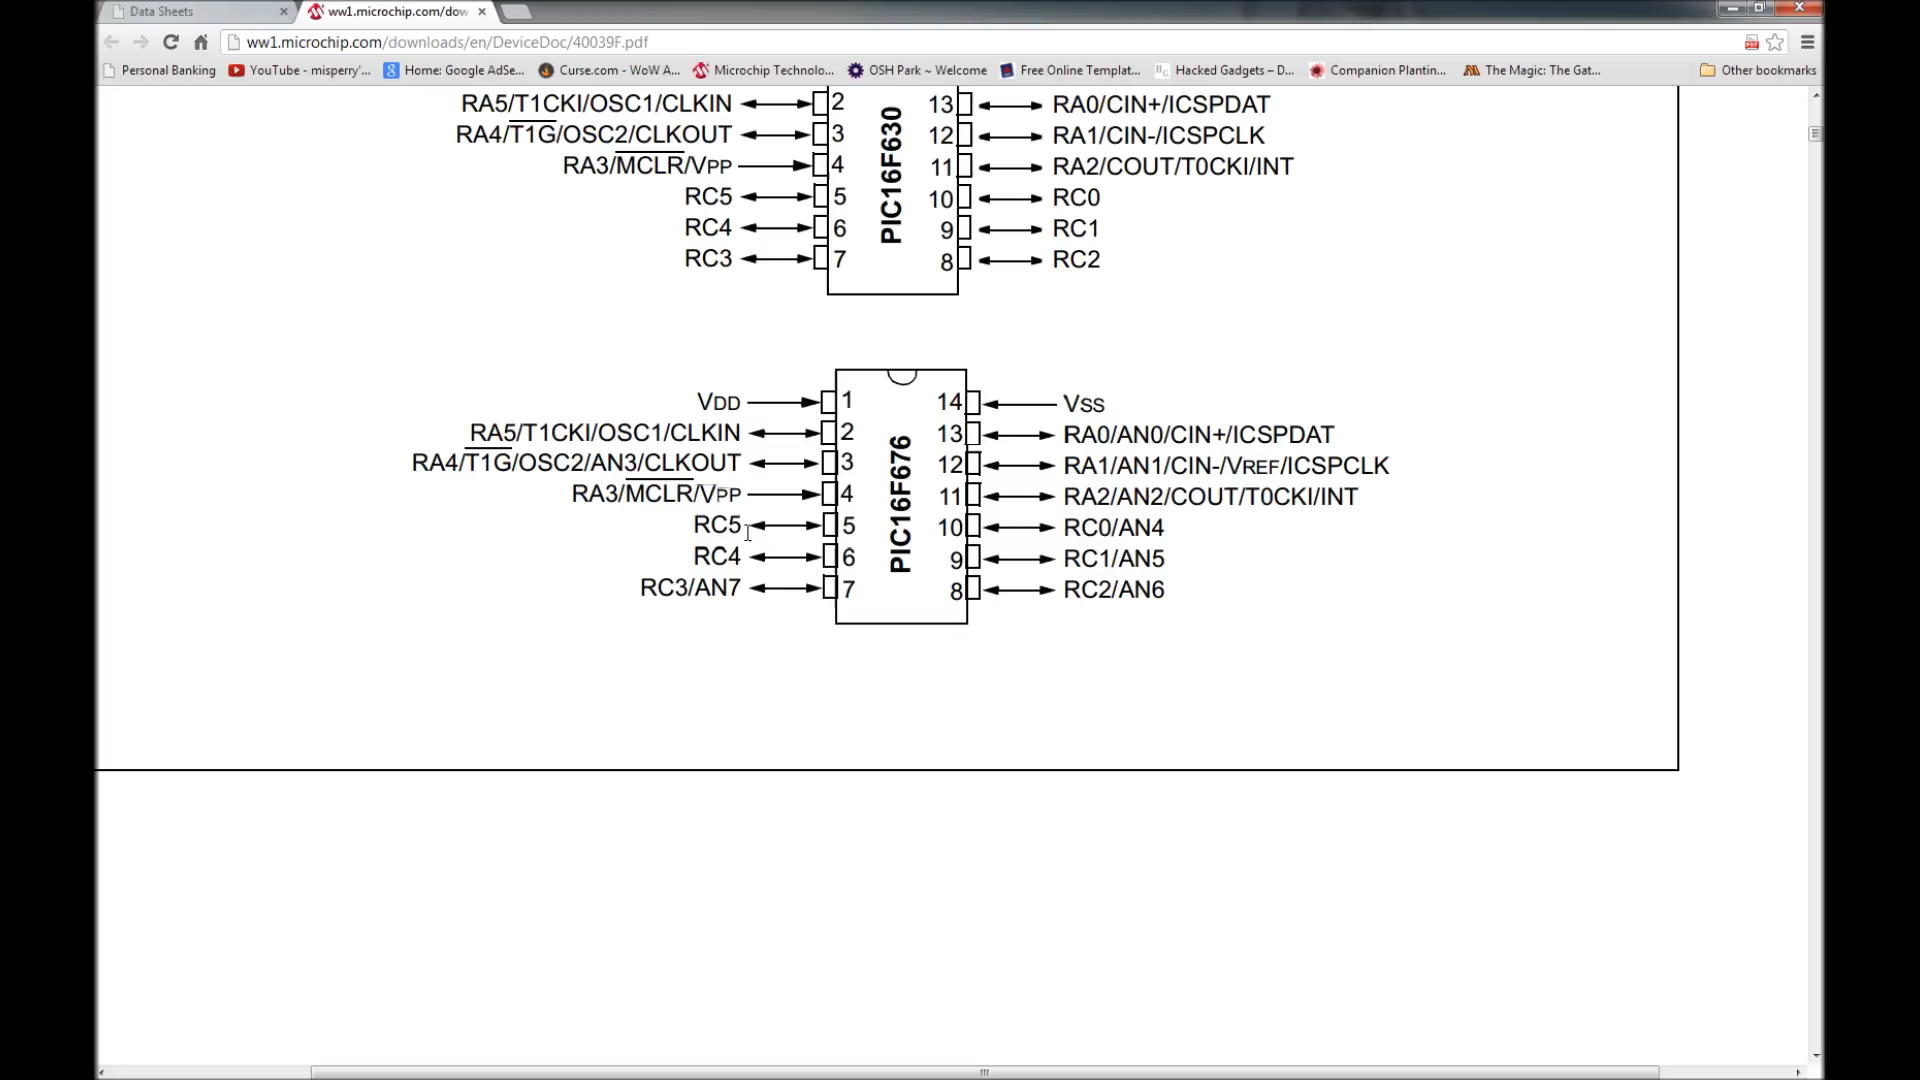 Data Sheets
ww1.microchip.com/dow
ww1.microchip.com/downloads/en/DeviceDoc/40039F.pdf
Personal Banking
YouTube - misperry'...
Home: Google AdSe...
Curse.com - WoW A...
Microchip Technolo...
OSH Park ~ Welcome
Free Online Templat...
Hacked Gadgets – D...
Companion Plantin...
The Magic: The Gat...
Other bookmarks
RA5/T1CKI/OSC1/CLKIN 2 13 RA0/CIN+/ICSPDAT
RA4/T1G/OSC2/CLKOUT 3 12 RA1/CIN-/ICSPCLK
RA3/MCLR/VPP 4 11 RA2/COUT/T0CKI/INT
RC5 5 10 RC0
RC4 6 9 RC1
RC3 7 8 RC2
PIC16F630
VDD 1 14 VSS
RA5/T1CKI/OSC1/CLKIN 2 13 RA0/AN0/CIN+/ICSPDAT
RA4/T1G/OSC2/AN3/CLKOUT 3 12 RA1/AN1/CIN-/VREF/ICSPCLK
RA3/MCLR/VPP 4 11 RA2/AN2/COUT/T0CKI/INT
RC5 5 10 RC0/AN4
RC4 6 9 RC1/AN5
RC3/AN7 7 8 RC2/AN6
PIC16F676